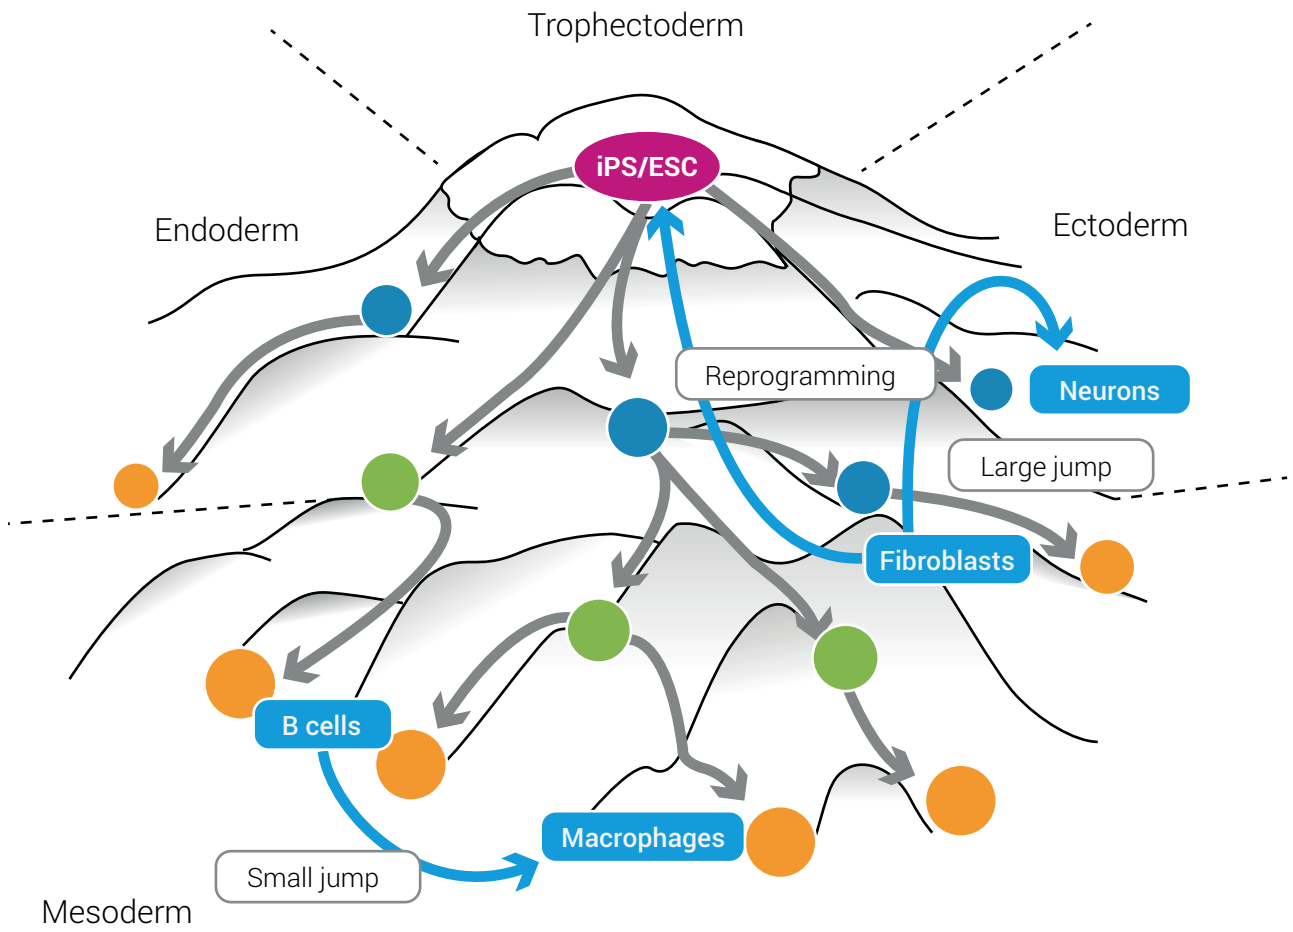 Trophectoderm
iPS/ESC
Endoderm
Ectoderm
Reprogramming
Neurons
Large jump
Fibroblasts
B cells
Macrophages
Small jump
Mesoderm